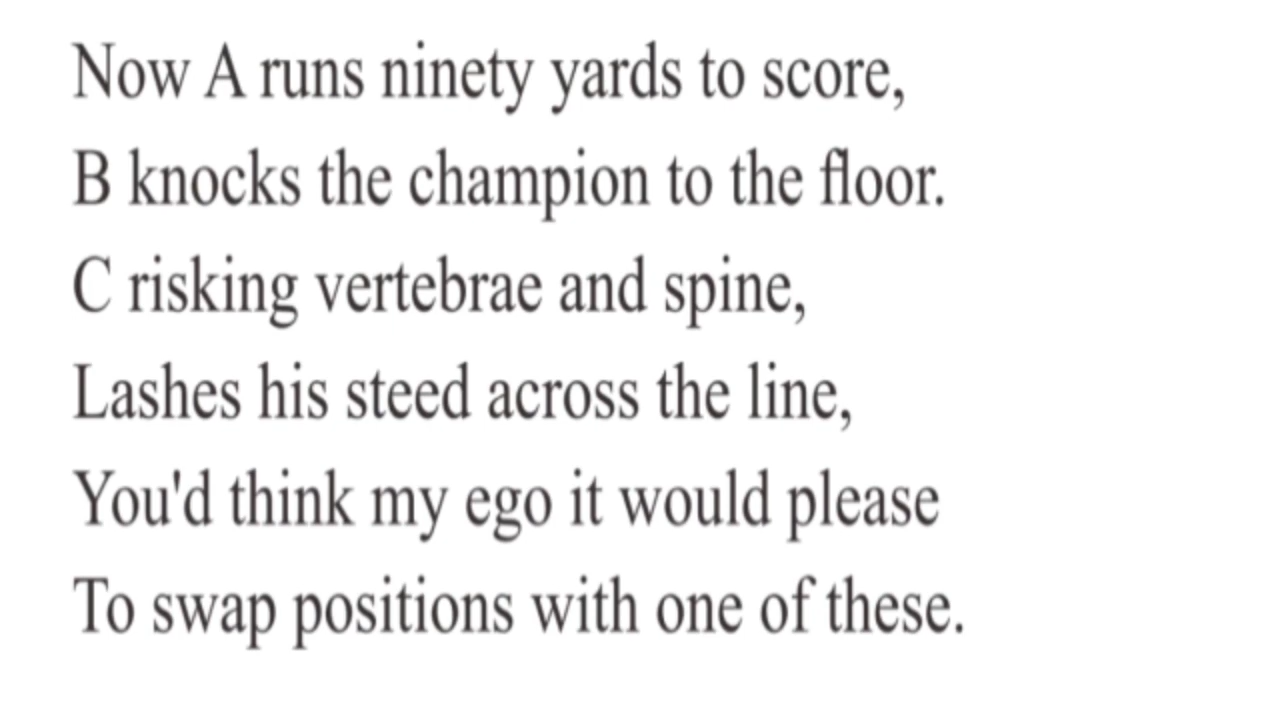 Now A runs ninety yards to score,
B knocks the champion to the floor.
C risking vertebrae and spine,
Lashes his steed across the line,
You'd think my ego it would please
To swap positions with one of these.